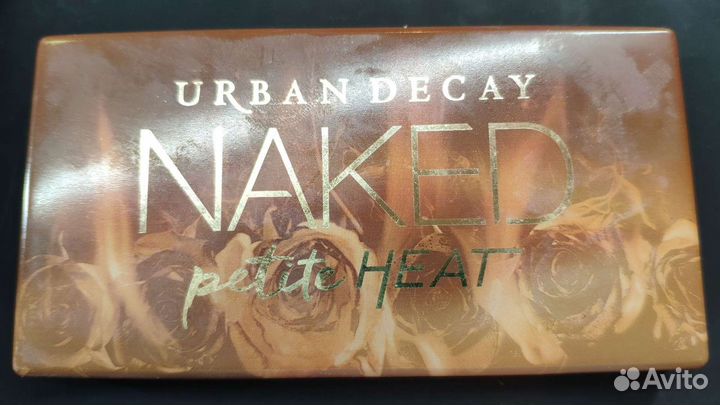 URBAN DECAY
NAKED
petite HEAT
Avito